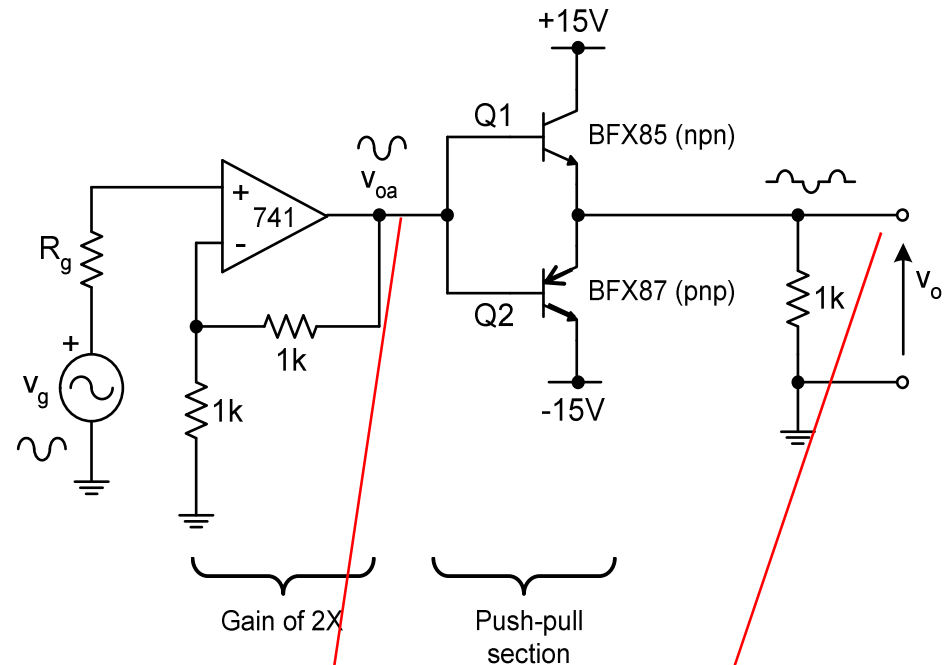 +15V
Q1
BFX85 (npn)
v_oa
+
741
-
R_g
BFX87 (pnp)
v_o
Q2
1k
+
1k
v_g
1k
-15V
Gain of 2X
Push-pull
section